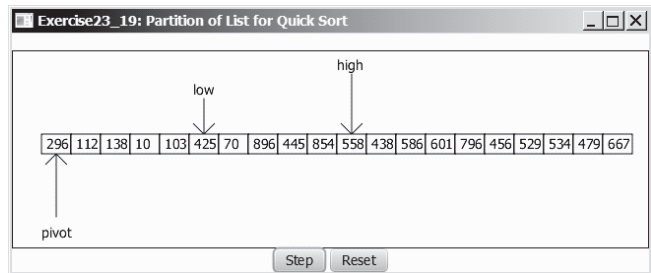 Exercise23_19: Partition of List for Quick Sort
high
low
296 112 138 10 103 425 70 896 445 854 558 438 586 601 796 456 529 534 479 667
pivot
Step Reset